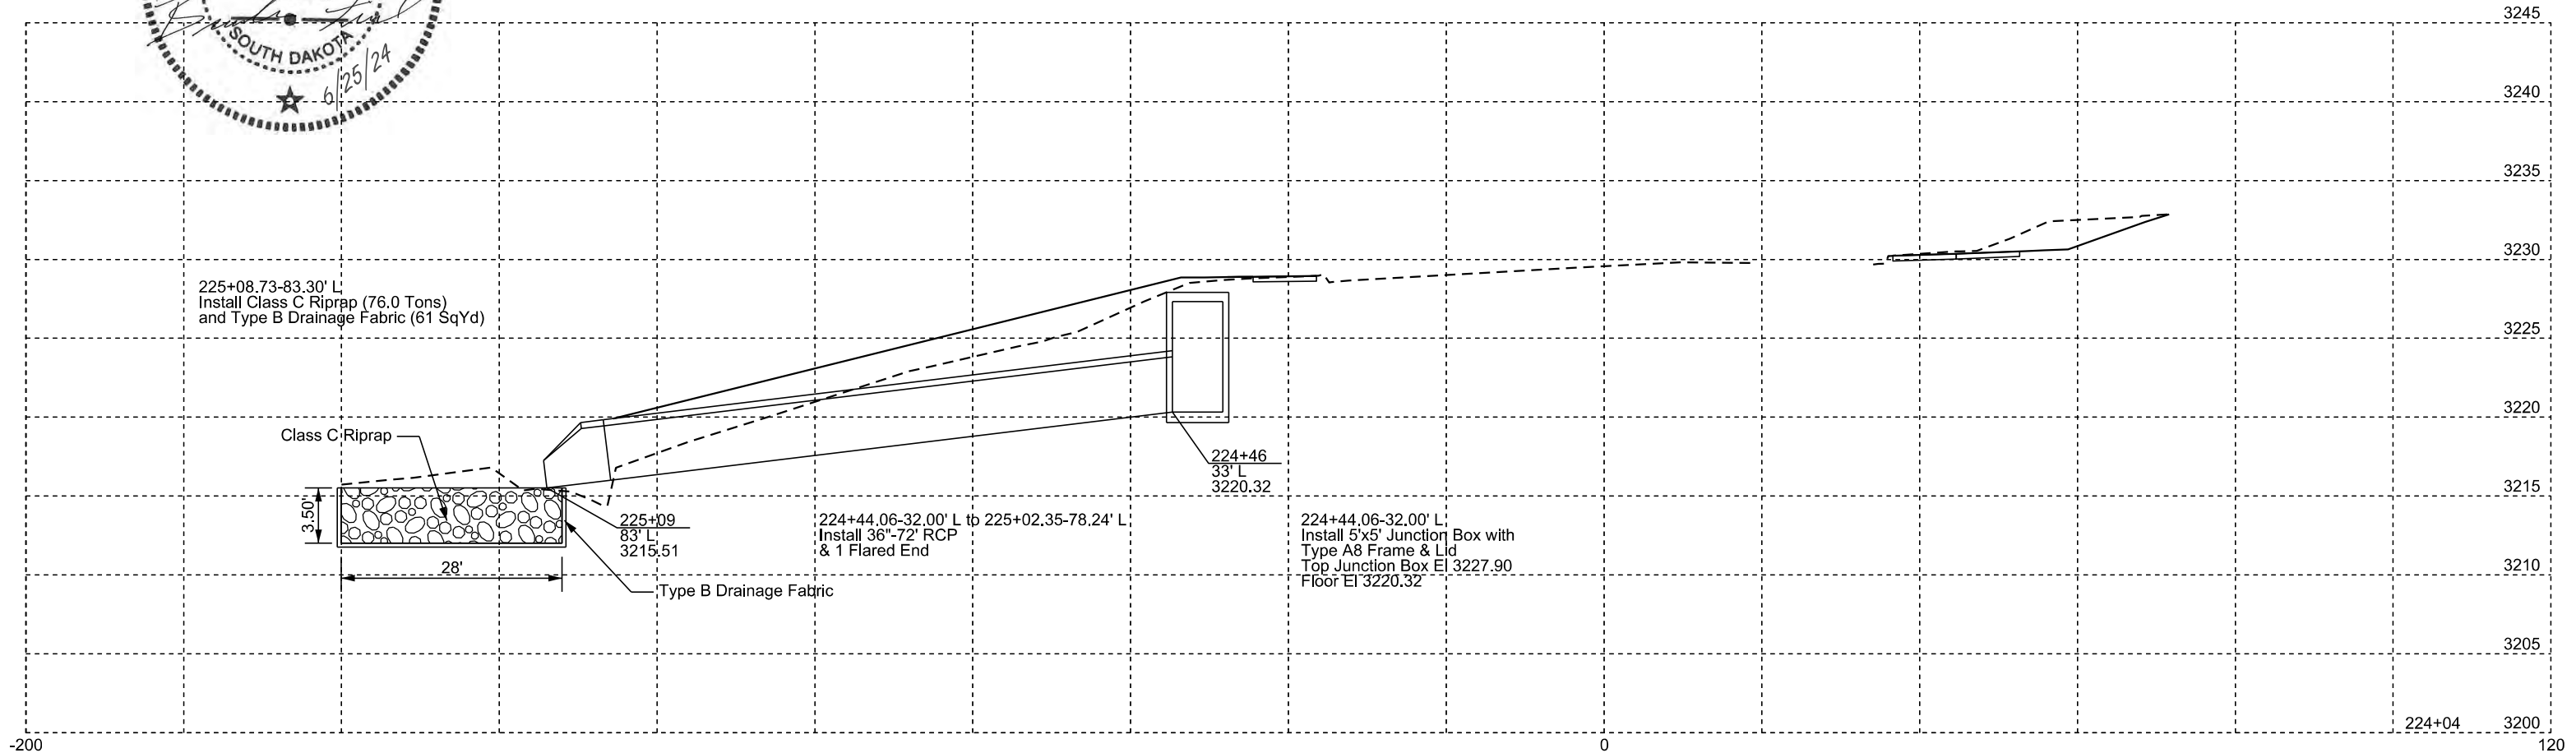 SOUTH DAKOTA
6/25/24
3245
3240
3235
3230
3225
3220
3215
3210
3205
3200
225+08.73-83.30' L
Install Class C Riprap (76.0 Tons)
and Type B Drainage Fabric (61 SqYd)
Class C Riprap
3.50'
28'
Type B Drainage Fabric
225+09
83' L
3215.51
224+44.06-32.00' L to 225+02.35-78.24' L
Install 36"-72' RCP
& 1 Flared End
224+46
33' L
3220.32
224+44.06-32.00' L
Install 5'x5' Junction Box with
Type A8 Frame & Lid
Top Junction Box El 3227.90
Floor El 3220.32
224+04
-200
0
120